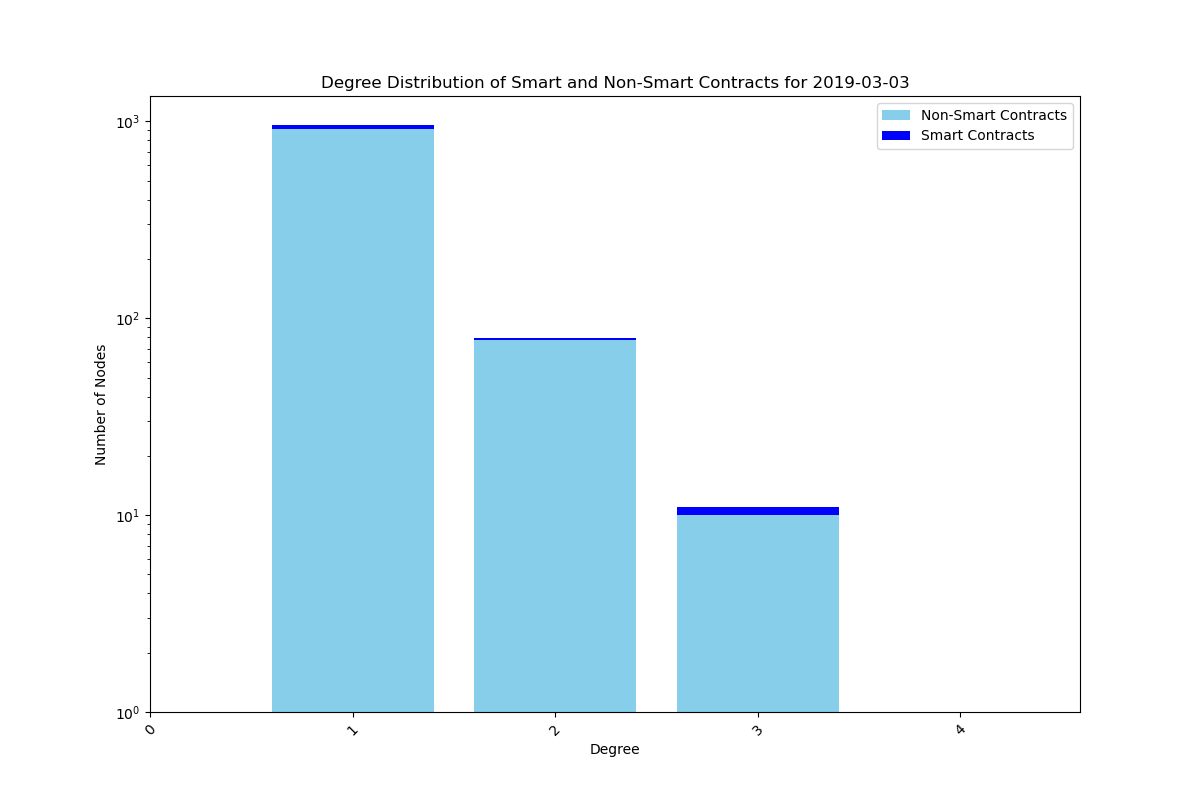 Degree Distribution of Smart and Non-Smart Contracts for 2019-03-03
Non-Smart Contracts
Smart Contracts
Number of Nodes
10³
10²
10¹
10⁰
0 1 2 3 4
Degree